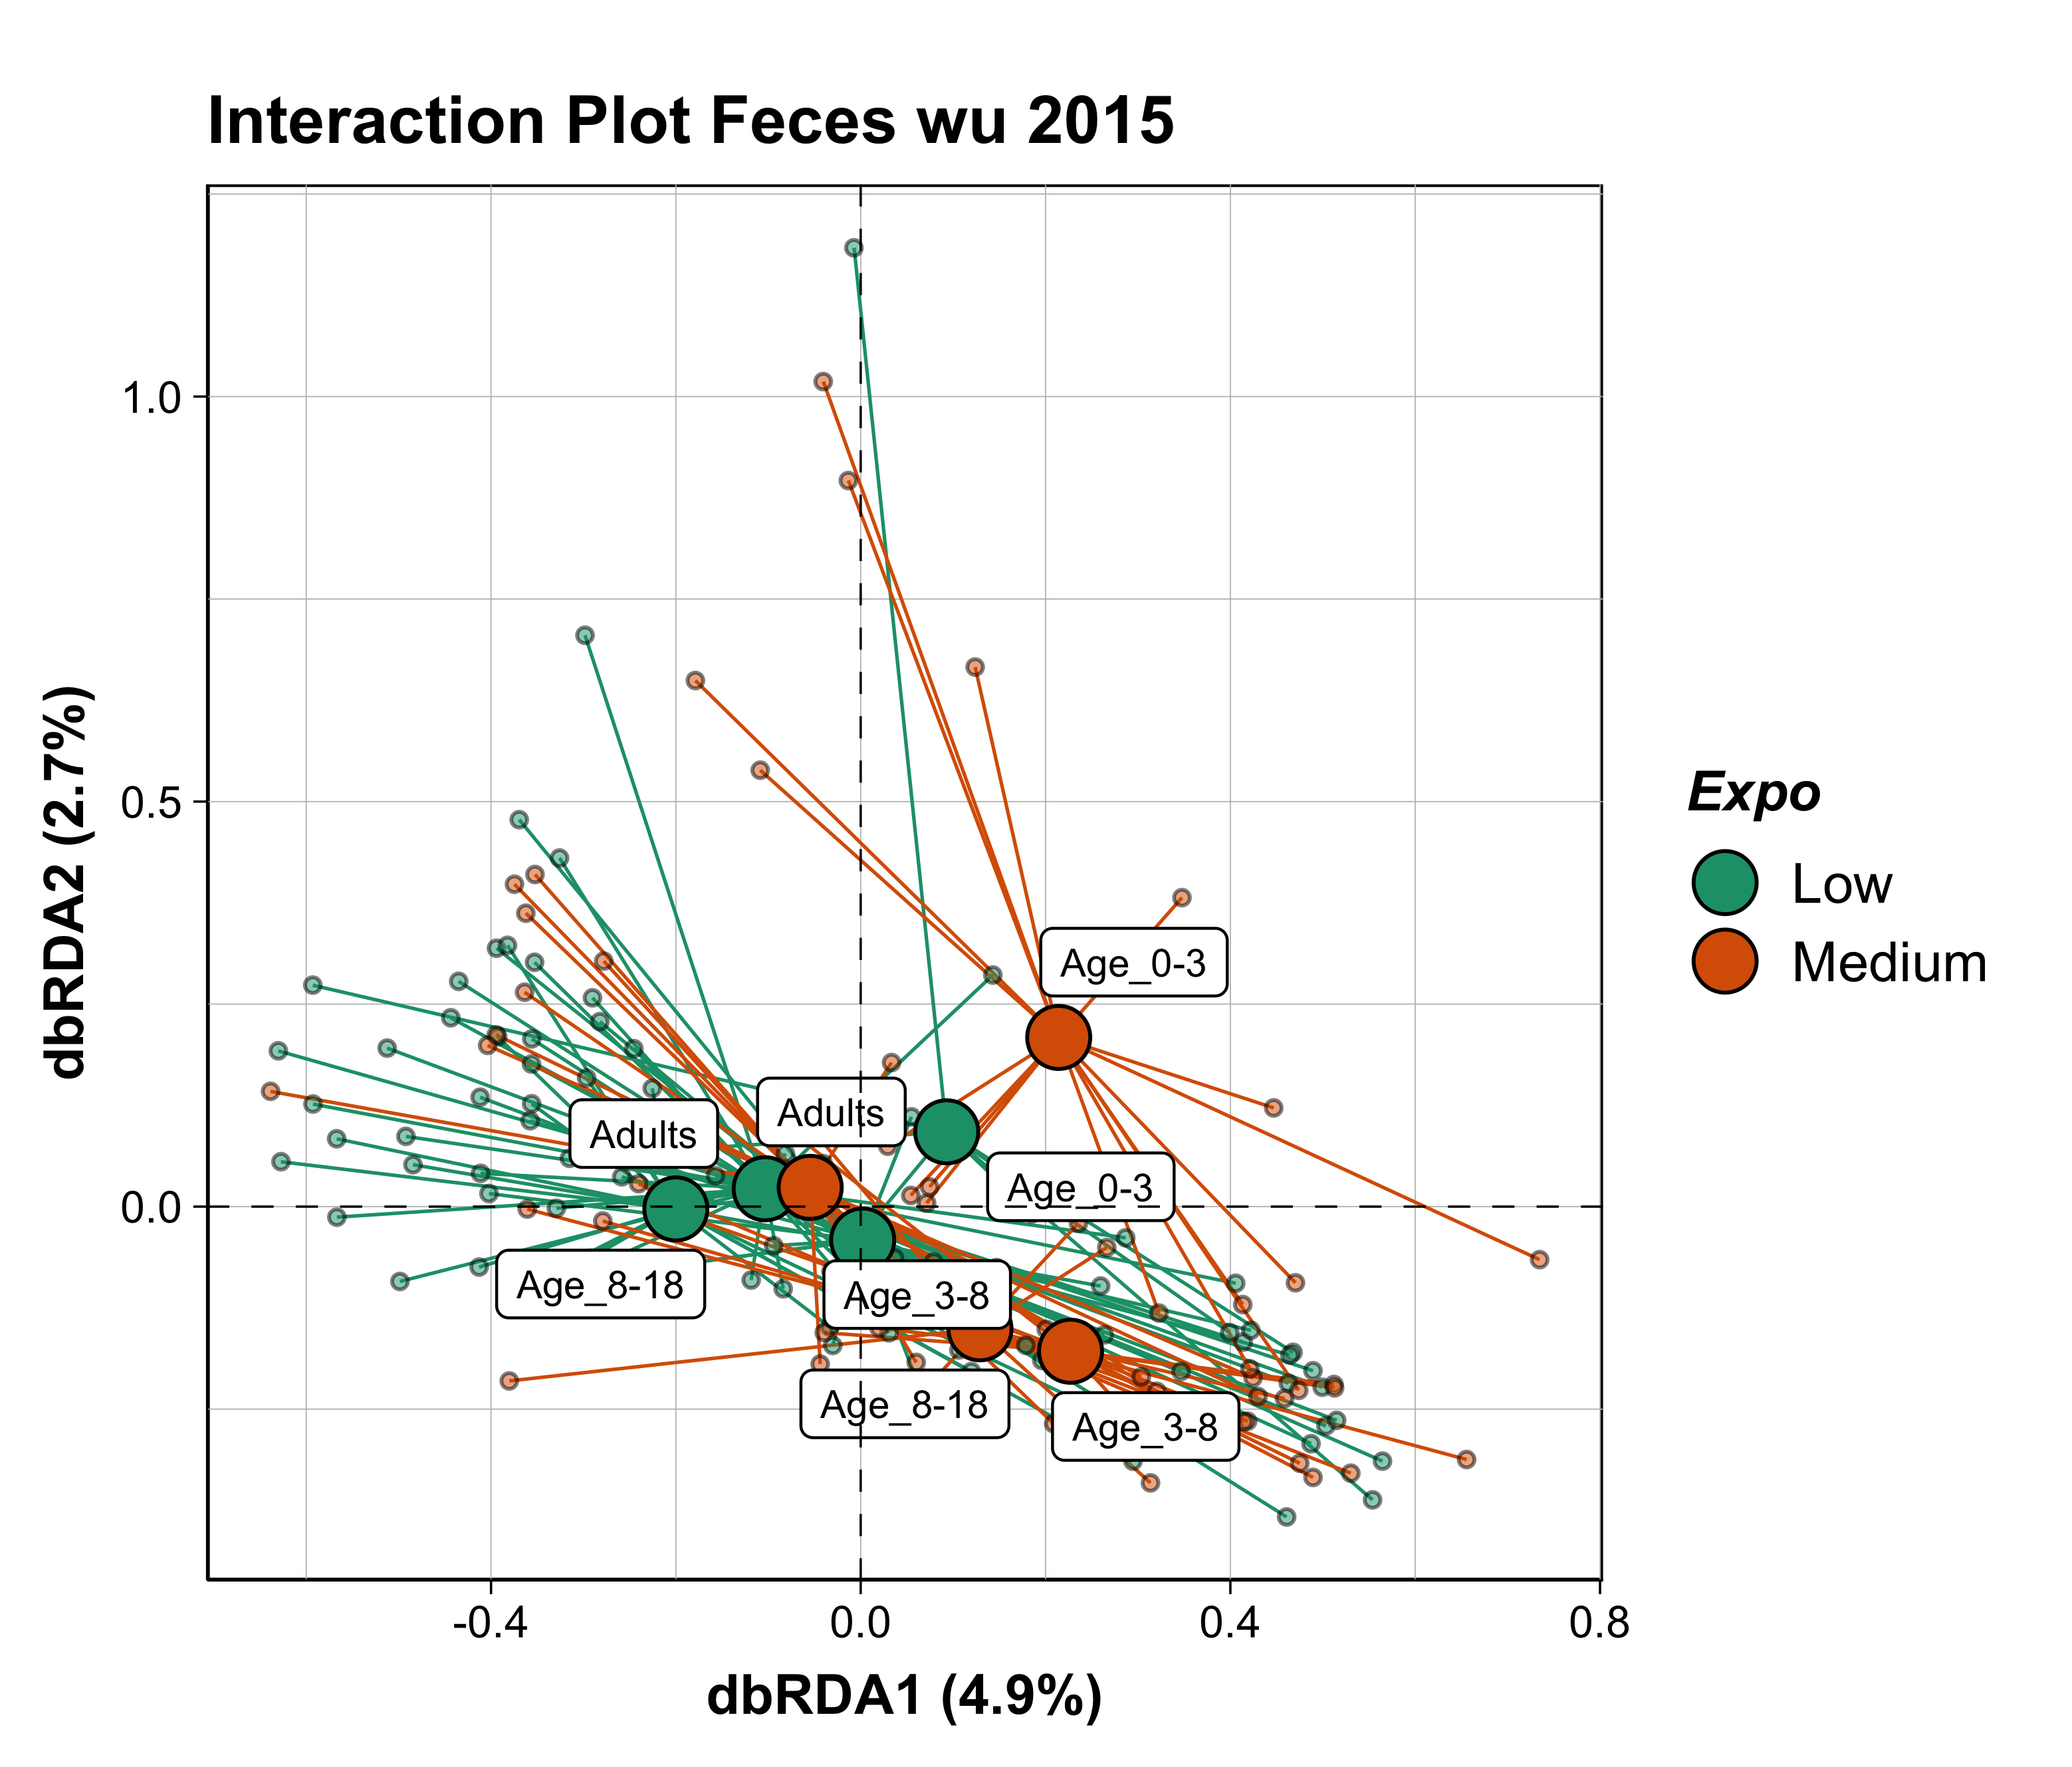 Interaction Plot Feces wu 2015
dbRDA2 (2.7%)
1.0
0.5
0.0
Age_0-3
Adults
Adults
Age_0-3
Age_8-18
Age_3-8
Age_8-18
Age_3-8
-0.4
0.0
0.4
0.8
dbRDA1 (4.9%)
Expo
Low
Medium